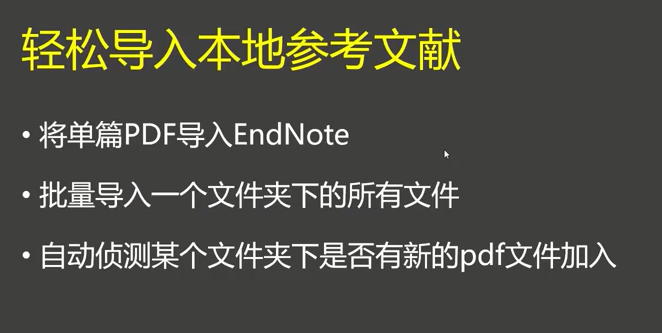 轻松导入本地参考文献
• 将单篇PDF导入EndNote
• 批量导入一个文件夹下的所有文件
• 自动侦测某个文件夹下是否有新的pdf文件加入